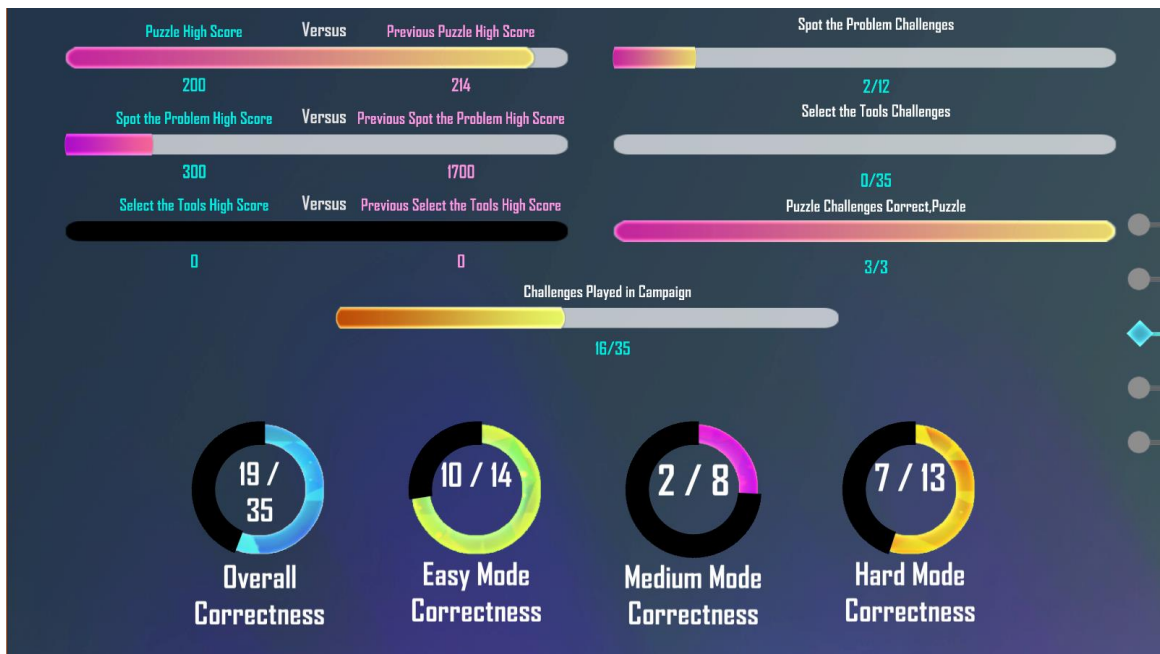 Puzzle High Score Versus Previous Puzzle High Score
200 214
Spot the Problem High Score Versus Previous Spot the Problem High Score
300 1700
Select the Tools High Score Versus Previous Select the Tools High Score
0 0
Spot the Problem Challenges
2/12
Select the Tools Challenges
0/35
Puzzle Challenges Correct,Puzzle
3/3
Challenges Played in Campaign
16/35
19 /
35
Overall
Correctness
10 / 14
Easy Mode
Correctness
2 / 8
Medium Mode
Correctness
7 / 13
Hard Mode
Correctness